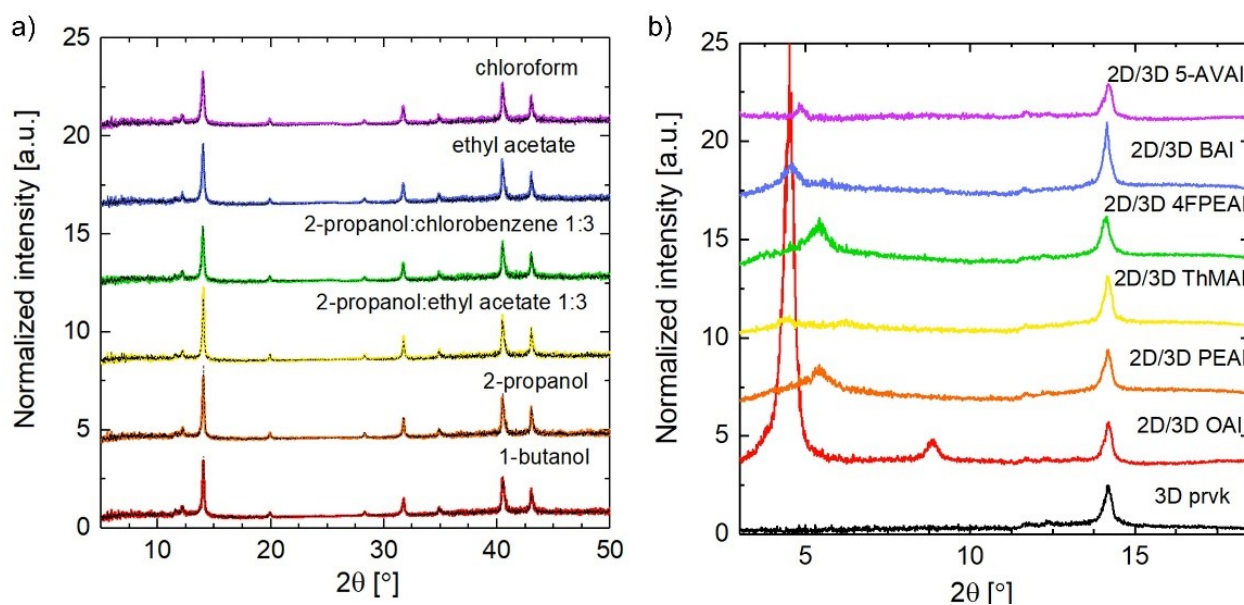 a)
Normalized intensity [a.u.]
25
20
15
10
5
0
chloroform
ethyl acetate
2-propanol:chlorobenzene 1:3
2-propanol:ethyl acetate 1:3
2-propanol
1-butanol
10 20 30 40 50
2θ [°]
b)
Normalized intensity [a.u.]
25
20
15
10
5
0
2D/3D 5-AVAI
2D/3D BAI
2D/3D 4FPEAI
2D/3D ThMAI
2D/3D PEAI
2D/3D OAI
3D prvk
5 10 15
2θ [°]